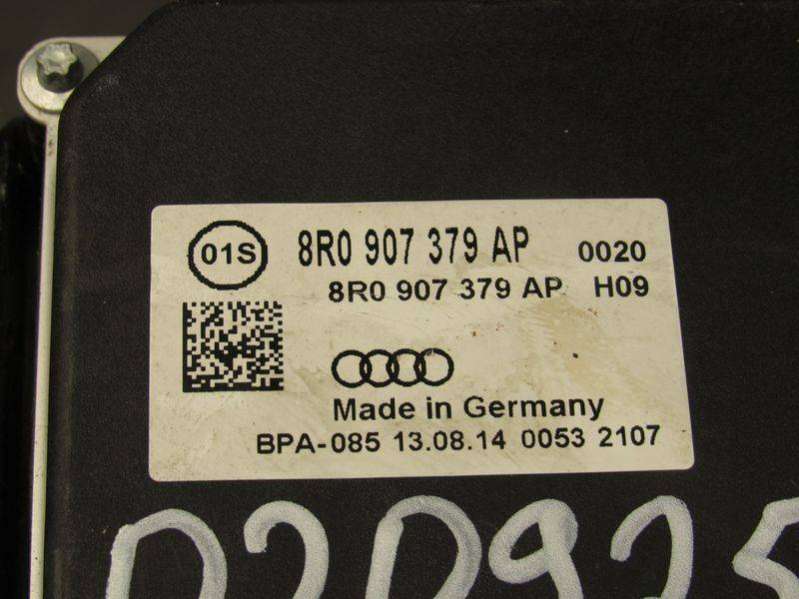 01S 8R0 907 379 AP 0020
8R0 907 379 AP H09
Made in Germany
BPA-085 13.08.14 0053 2107
D2D925